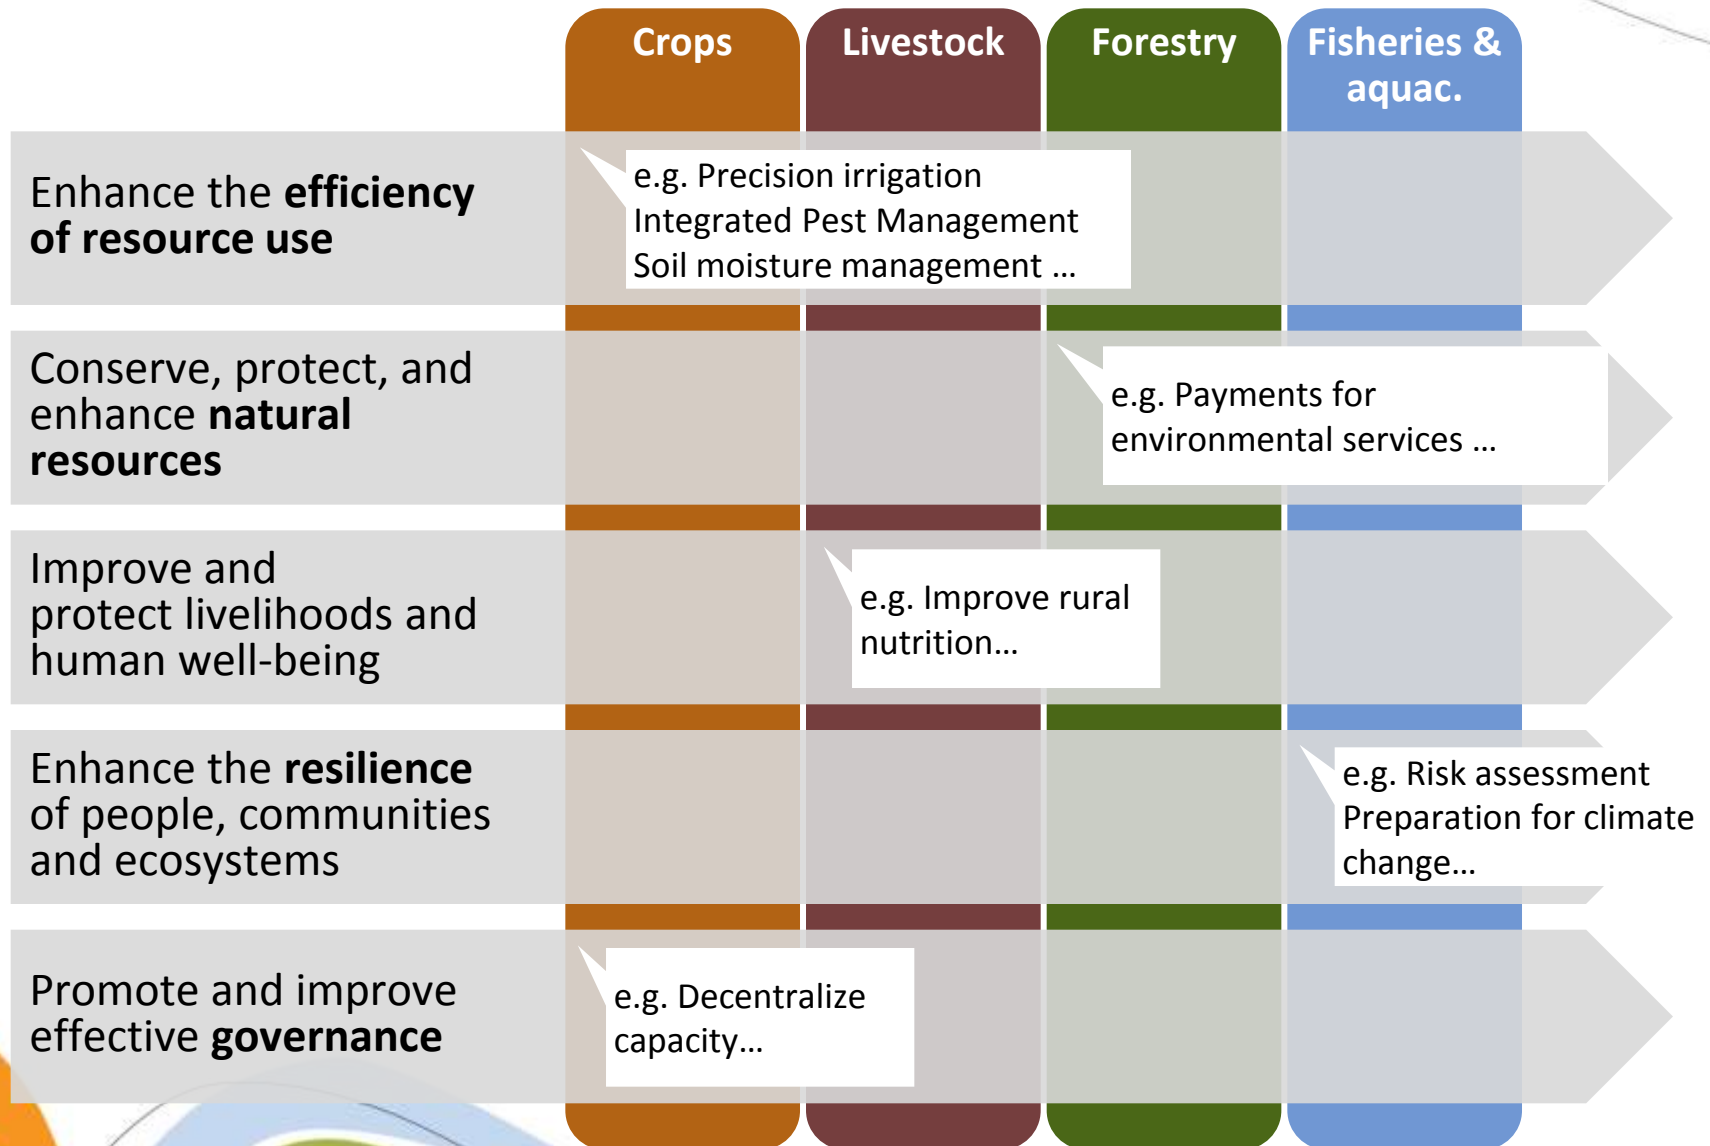 Crops
Livestock
Forestry
Fisheries &
aquac.
Enhance the efficiency
of resource use
e.g. Precision irrigation
Integrated Pest Management
Soil moisture management ...
Conserve, protect, and
enhance natural
resources
e.g. Payments for
environmental services ...
Improve and
protect livelihoods and
human well-being
e.g. Improve rural
nutrition...
Enhance the resilience
of people, communities
and ecosystems
e.g. Risk assessment
Preparation for climate
change...
Promote and improve
effective governance
e.g. Decentralize
capacity...